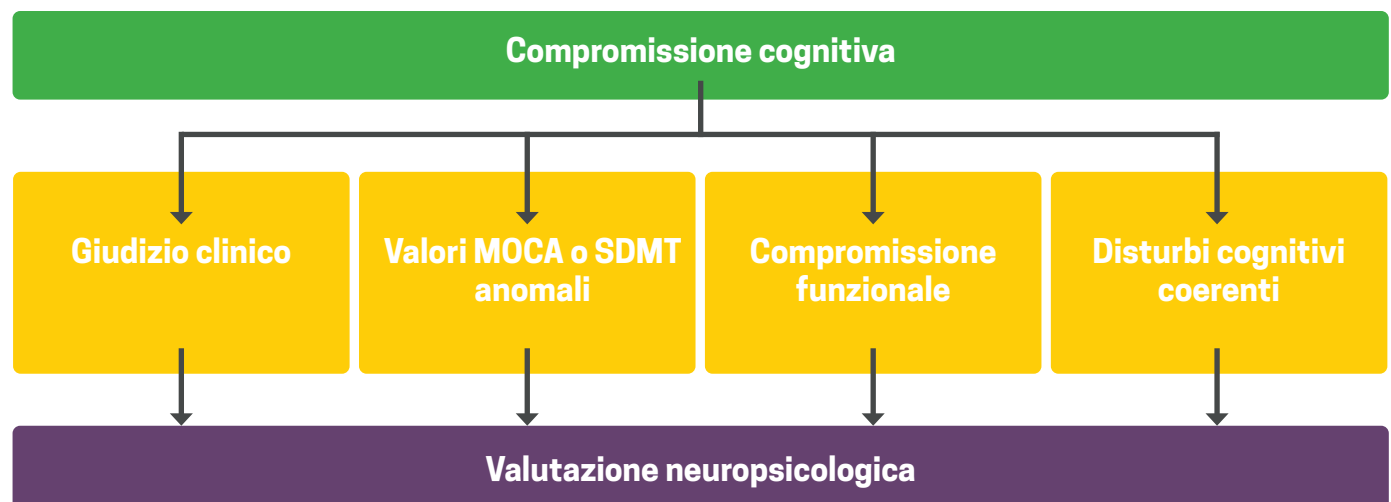 Compromissione cognitiva
Giudizio clinico
Valori MOCA o SDMT
anomali
Compromissione
funzionale
Disturbi cognitivi
coerenti
Valutazione neuropsicologica